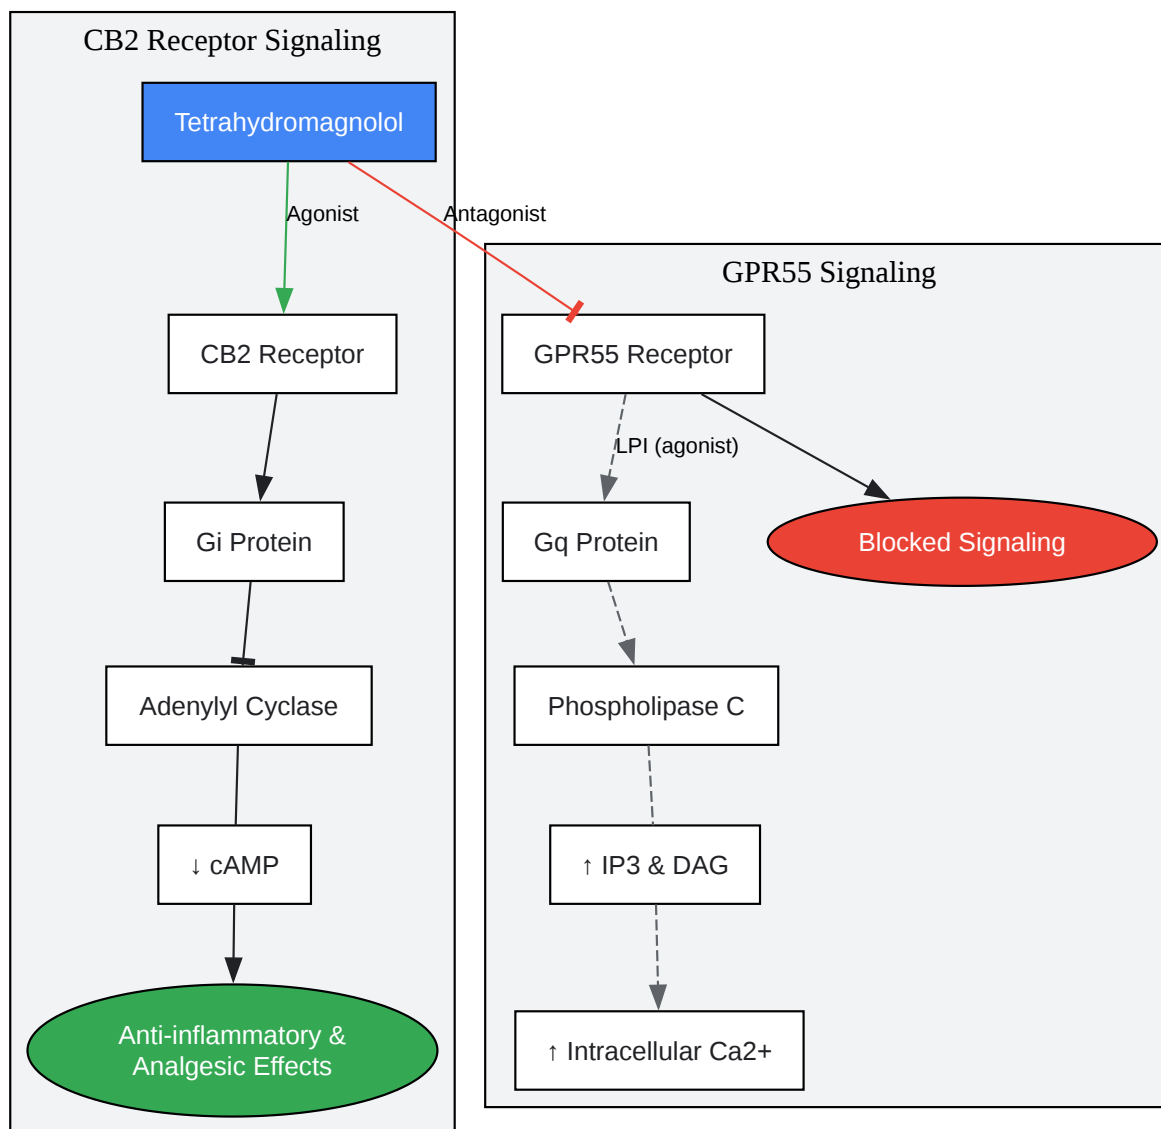 CB2 Receptor Signaling
Tetrahydromagnolol
Agonist
Antagonist
CB2 Receptor
Gi Protein
Adenylyl Cyclase
↓ cAMP
Anti-inflammatory &
Analgesic Effects
GPR55 Signaling
GPR55 Receptor
LPI (agonist)
Gq Protein
Blocked Signaling
Phospholipase C
↑ IP3 & DAG
↑ Intracellular Ca2+